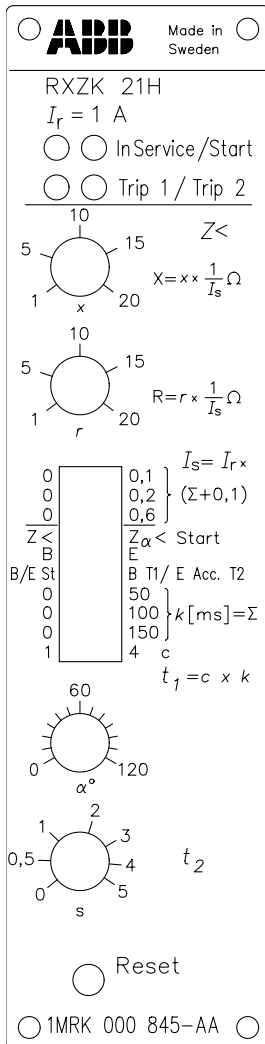 ABB Made in
Sweden
RXZK 21H
Ir = 1 A
In Service/Start
Trip 1/Trip 2
10
5 15 Z<
1 20 X=x × 1/Is Ω
x
10
5 15
1 20 R=r × 1/Is Ω
r
Is= Ir×
0 0,1
0 0,2 } (Σ+0,1)
0 0,6
Z< Zα< Start
B E
B/E St B T1/ E Acc. T2
0 50
0 100 } k[ms]=Σ
0 150
1 4 c
t1 =c x k
60
0 120
α°
2
1 3
0,5 4 t2
0 5
s
Reset
1MRK 000 845-AA